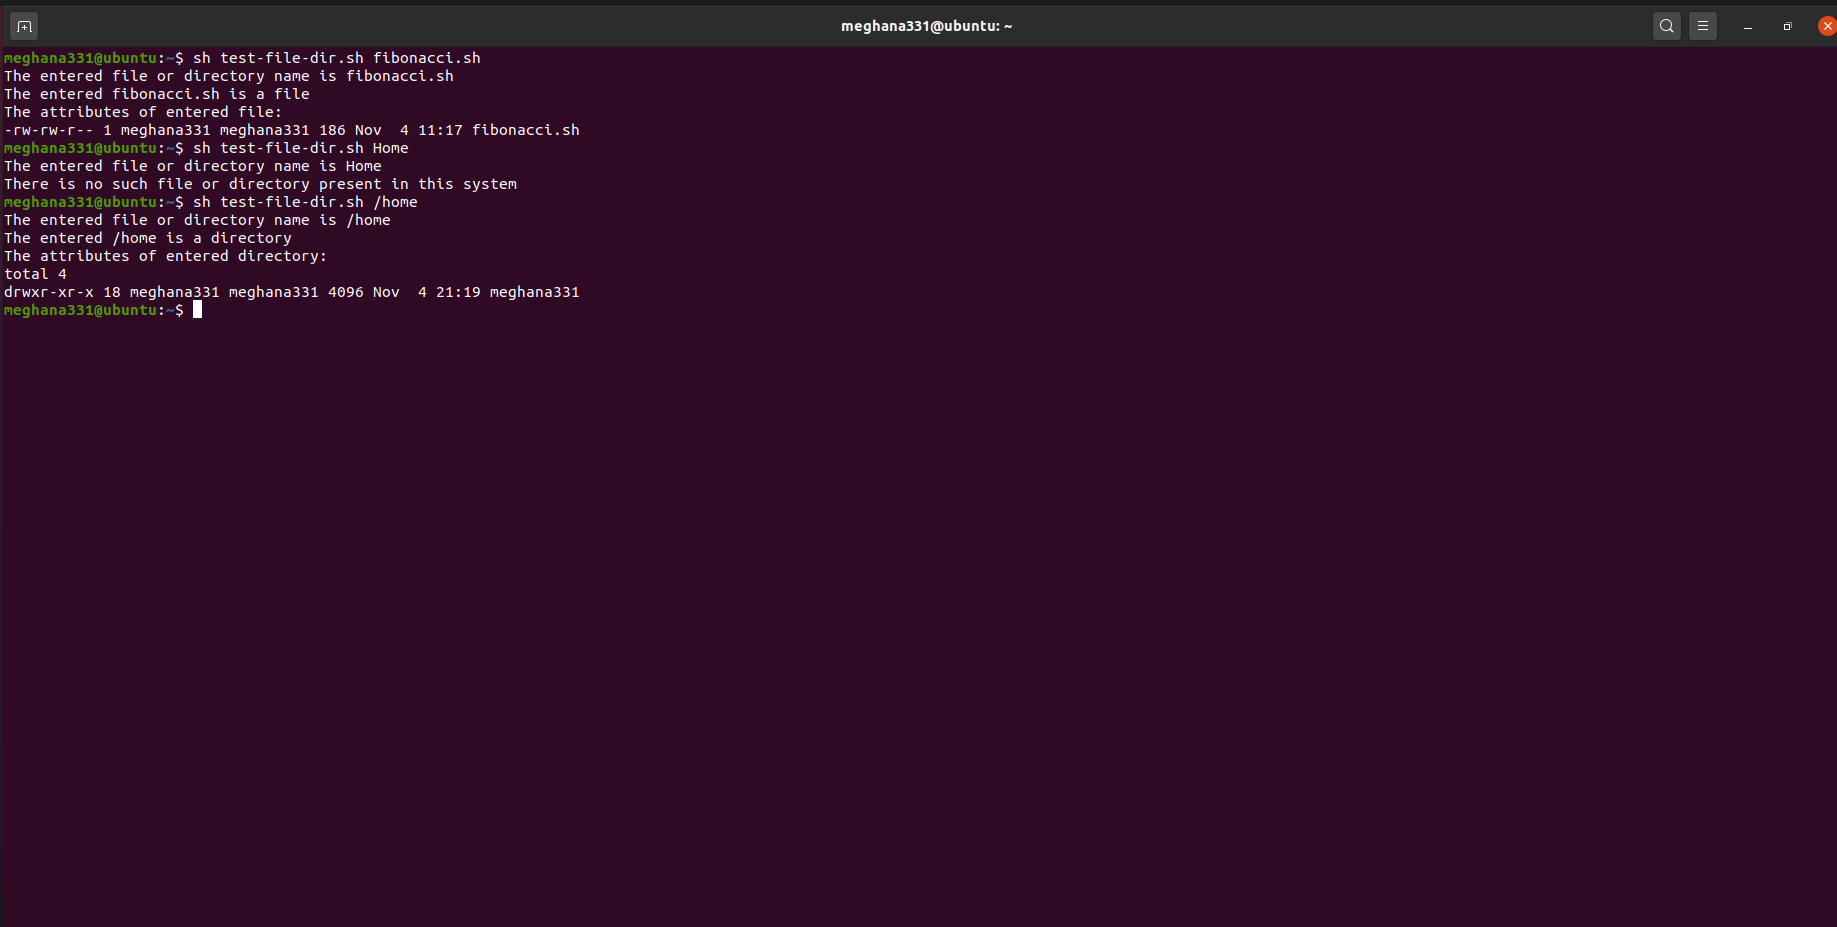 meghana331@ubuntu: ~
meghana331@ubuntu:~$ sh test-file-dir.sh fibonacci.sh
The entered file or directory name is fibonacci.sh
The entered fibonacci.sh is a file
The attributes of entered file:
-rw-rw-r-- 1 meghana331 meghana331 186 Nov  4 11:17 fibonacci.sh
meghana331@ubuntu:~$ sh test-file-dir.sh Home
The entered file or directory name is Home
There is no such file or directory present in this system
meghana331@ubuntu:~$ sh test-file-dir.sh /home
The entered file or directory name is /home
The entered /home is a directory
The attributes of entered directory:
total 4
drwxr-xr-x 18 meghana331 meghana331 4096 Nov  4 21:19 meghana331
meghana331@ubuntu:~$